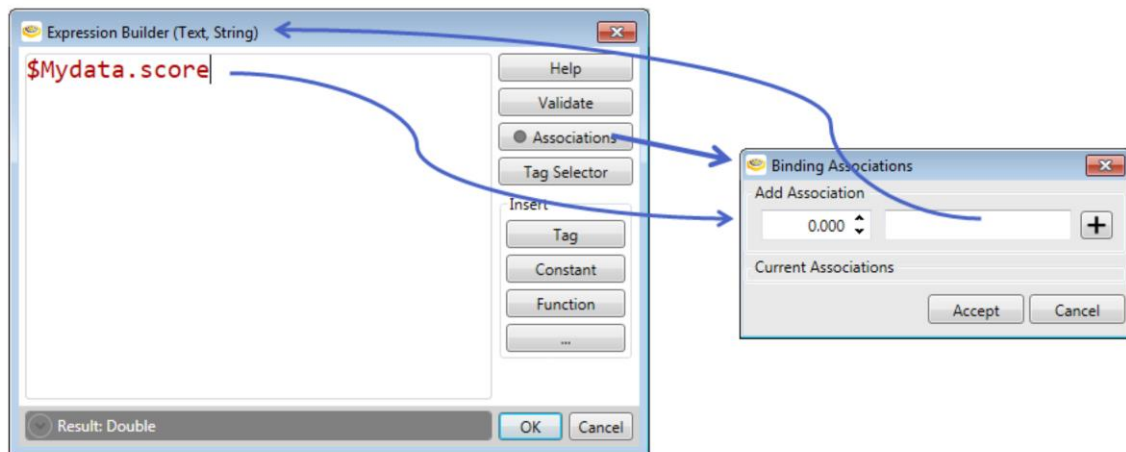 Expression Builder (Text, String)
$Mydata.score
Help
Validate
Associations
Tag Selector
Insert
Tag
Constant
Function
...
Result: Double
OK
Cancel
Binding Associations
Add Association
0.000
Current Associations
Accept
Cancel